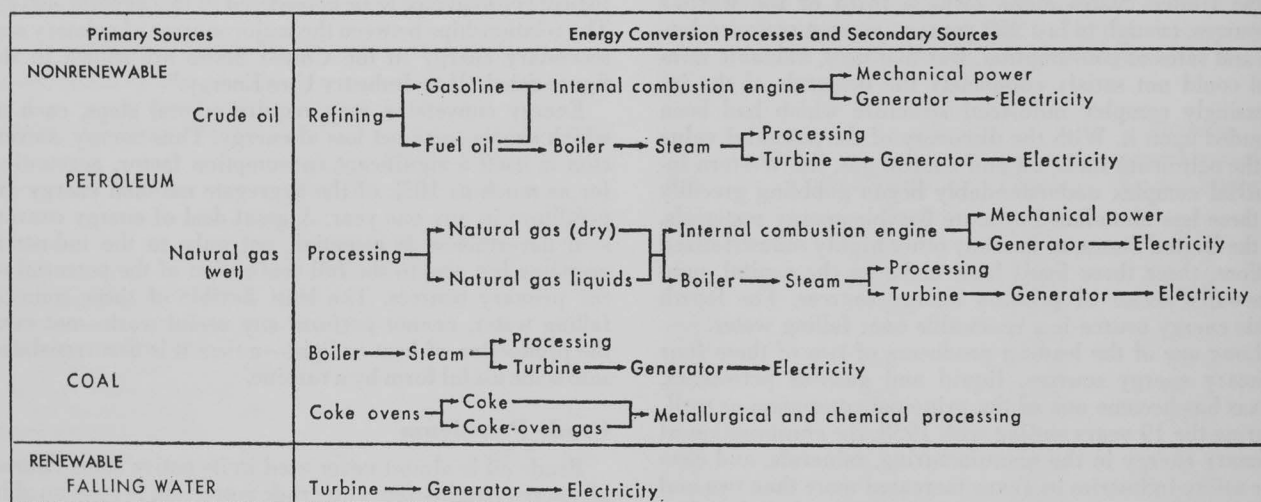 Primary Sources Energy Conversion Processes and Secondary Sources
NONRENEWABLE
Mechanical power
Gasoline Internal combustion engine
Generator Electricity
Crude oil Refining
Processing
Fuel oil Boiler Steam
Turbine Generator Electricity
PETROLEUM
Mechanical power
Natural gas (dry) Internal combustion engine
Generator Electricity
Natural gas Processing
(wet)
Processing
Natural gas liquids Boiler Steam
Turbine Generator Electricity
Processing
Boiler Steam
Turbine Generator Electricity
COAL
Coke
Coke ovens Metallurgical and chemical processing
Coke-oven gas
RENEWABLE
FALLING WATER Turbine Generator Electricity